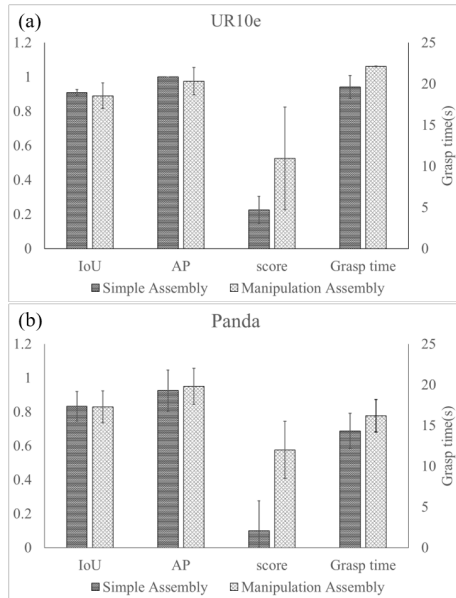 (a)
UR10e
1.2
1
0.8
0.6
0.4
0.2
0
25
20
15
10
5
0
Grasp time(s)
IoU AP score Grasp time
Simple Assembly Manipulation Assembly
(b)
Panda
1.2
1
0.8
0.6
0.4
0.2
0
25
20
15
10
5
0
Grasp time(s)
IoU AP score Grasp time
Simple Assembly Manipulation Assembly